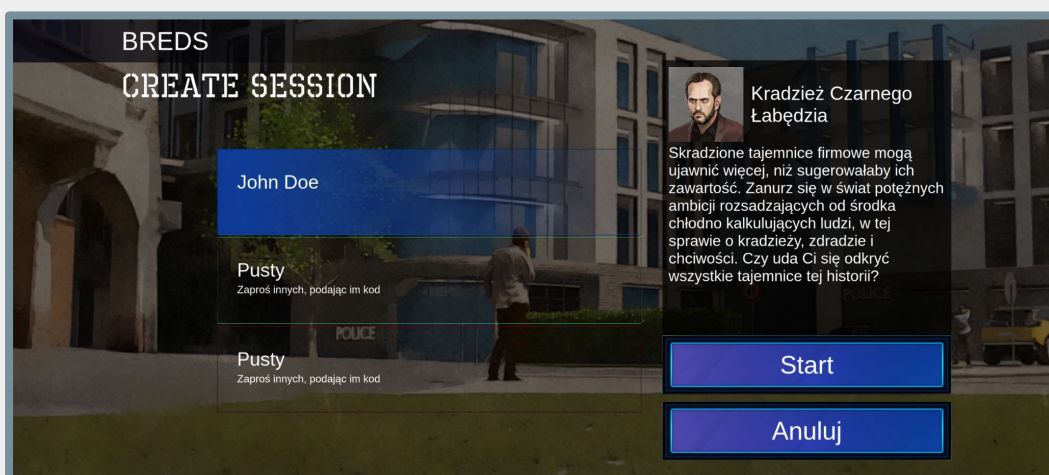 BREDS
CREATE SESSION
John Doe
Pusty
Zaproś innych, podając im kod
Pusty
Zaproś innych, podając im kod
POLICE
POLICE
Kradzież Czarnego
Łabędzia
Skradzione tajemnice firmowe mogą
ujawnić więcej, niż sugerowałaby ich
zawartość. Zanurz się w świat potężnych
ambicji rozsadzających od środka
chłodno kalkulujących ludzi, w tej
sprawie o kradzieży, zdradzie i
chciwości. Czy uda Ci się odkryć
wszystkie tajemnice tej historii?
Start
Anuluj